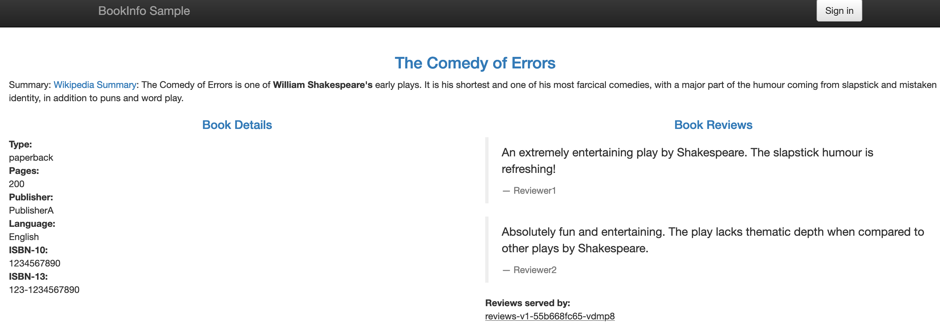 BookInfo Sample
Sign in
The Comedy of Errors
Summary: Wikipedia Summary: The Comedy of Errors is one of William Shakespeare's early plays. It is his shortest and one of his most farcical comedies, with a major part of the humour coming from slapstick and mistaken
identity, in addition to puns and word play.
Book Details
Type:
paperback
Pages:
200
Publisher:
PublisherA
Language:
English
ISBN-10:
1234567890
ISBN-13:
123-1234567890
Book Reviews
An extremely entertaining play by Shakespeare. The slapstick humour is
refreshing!
— Reviewer1
Absolutely fun and entertaining. The play lacks thematic depth when compared to
other plays by Shakespeare.
— Reviewer2
Reviews served by:
reviews-v1-55b668fc65-vdmp8